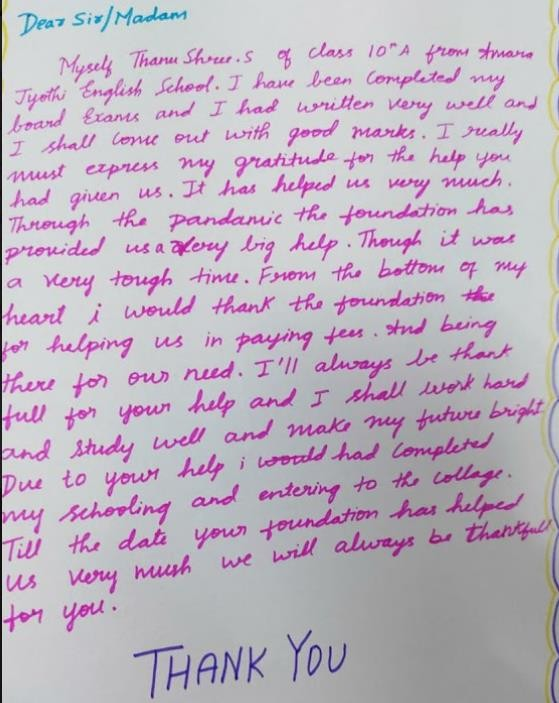 Dear Sir/Madam
Myself Thanu Shree.S of class 10th A from Amara
Jyothi English School. I have been completed my
board Exams and I had written very well and
I shall come out with good marks. I really
must express my gratitude for the help you
had given us. It has helped us very much.
Through the pandamic the foundation has
provided us a very big help. Though it was
a very tough time. From the bottom of my
heart i would thank the foundation the
for helping us in paying fees. And being
there for our need. I'll always be thank
full for your help and I shall work hard
and study well and make my future bright
Due to your help i would had completed
my schooling and entering to the collage.
Till the date your foundation has helped
us very mush we will always be thankfull
for you.
THANK YOU